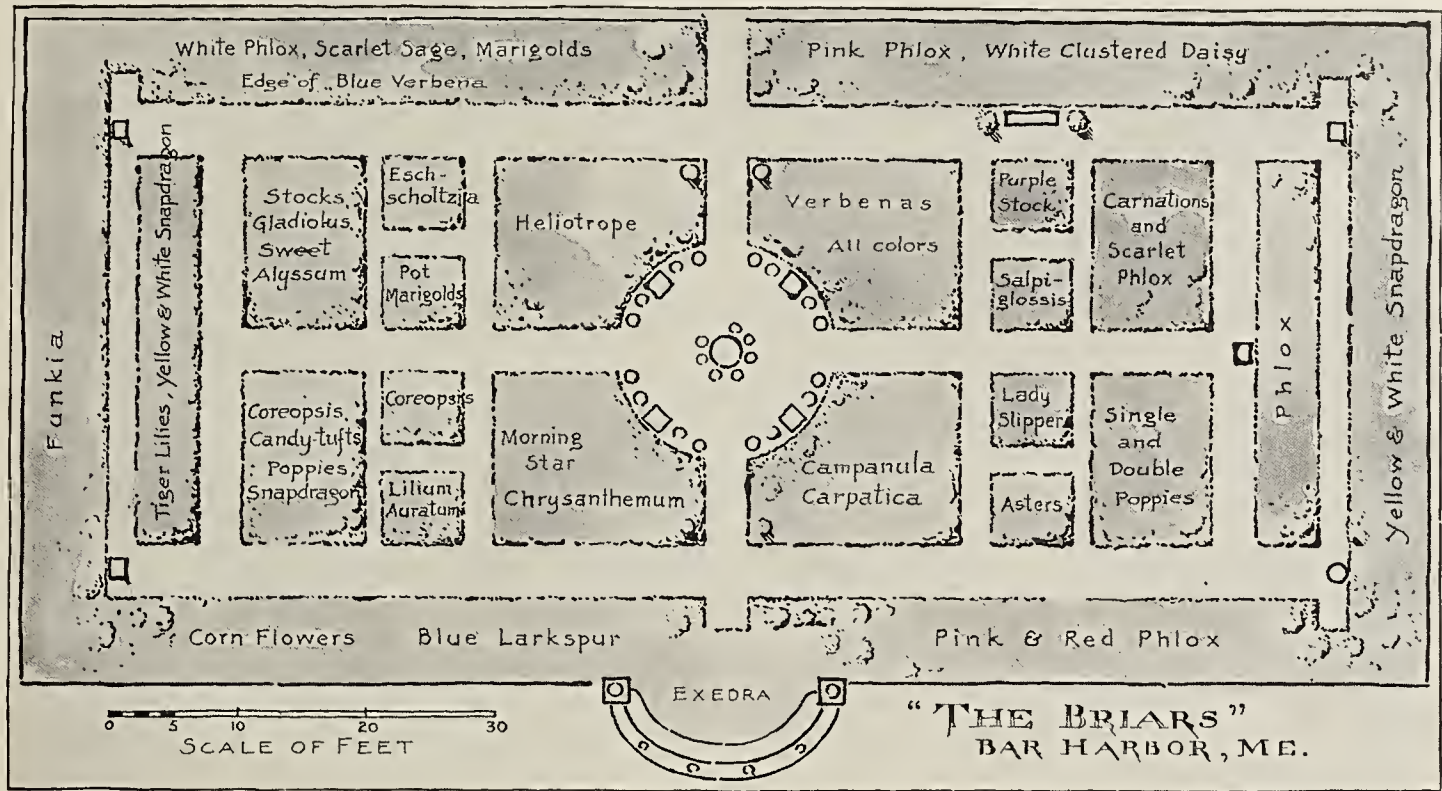 White Phlox, Scarlet Sage, Marigolds
Edge of Blue Verbena
Pink Phlox, White Clustered Daisy
Funkia
Tiger Lilies, Yellow & White Snapdragon
Stocks
Gladiolus
Sweet
Alyssum
Esch-
scholtzija
Pot
Marigolds
Heliotrope
Verbenas
All colors
Purple
Stock
Salpi-
glossis
Carnations
and
Scarlet
Phlox
Phlox
Yellow & White Snapdragon
Coreopsis
Candy-tufts
Poppies
Snapdragon
Coreopsis
Lilium
Auratum
Morning
Star
Chrysanthemum
Campanula
Carpatica
Lady
Slipper
Asters
Single
and
Double
Poppies
Corn Flowers Blue Larkspur
Pink & Red Phlox
EXEDRA
0 5 10 20 30
SCALE OF FEET
"THE BRIARS"
BAR HARBOR, ME.